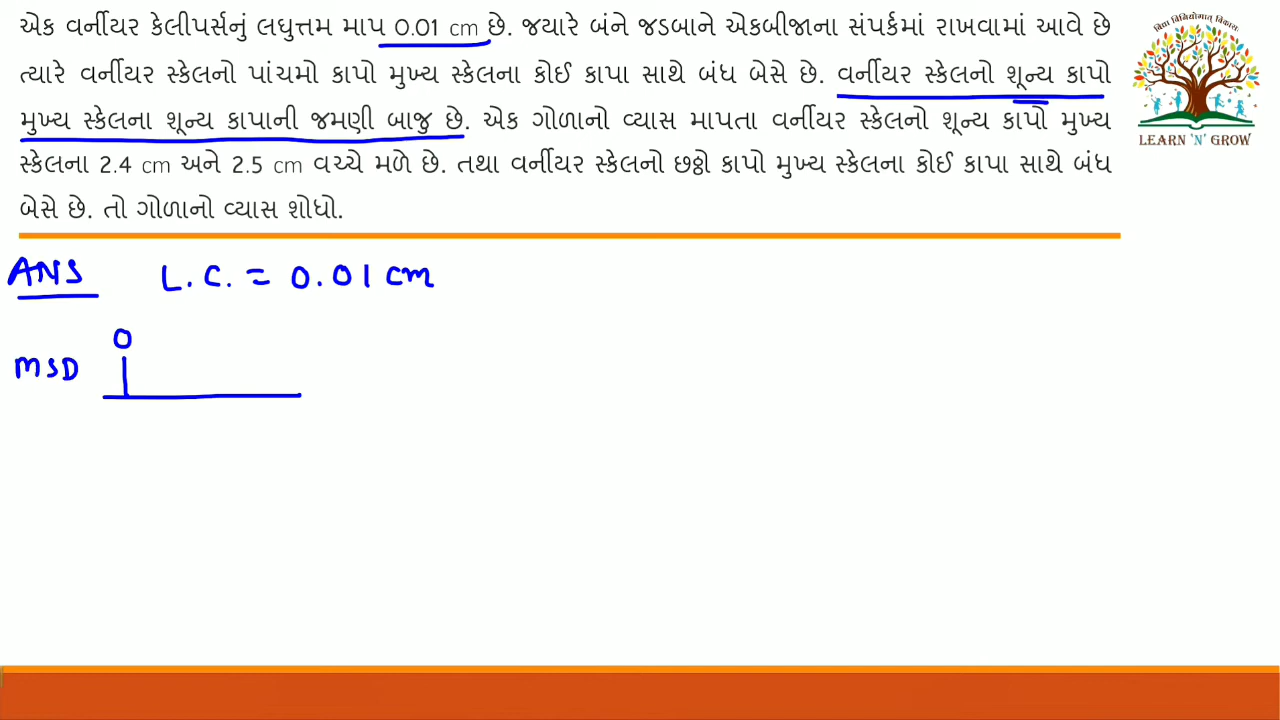 એક વર્નીયર કેલીપર્સનું લઘુત્તમ માપ 0.01 cm છે. જયારે બંને જડબાને એકબીજાના સંપર્કમાં રાખવામાં આવે છે
ત્યારે વર્નીયર સ્કેલનો પાંચમો કાપો મુખ્ય સ્કેલના કોઈ કાપા સાથે બંધ બેસે છે. વર્નીયર સ્કેલનો શૂન્ય કાપો
મુખ્ય સ્કેલના શૂન્ય કાપાની જમણી બાજુ છે. એક ગોળાનો વ્યાસ માપતા વર્નીયર સ્કેલનો શૂન્ય કાપો મુખ્ય
સ્કેલના 2.4 cm અને 2.5 cm વચ્ચે મળે છે. તથા વર્નીયર સ્કેલનો છઠ્ઠો કાપો મુખ્ય સ્કેલના કોઈ કાપા સાથે બંધ
બેસે છે. તો ગોળાનો વ્યાસ શોધો.
विद्या विनियोगात् विकासः
LEARN 'N' GROW
ANS L.C. = 0.01 cm
0
MSD